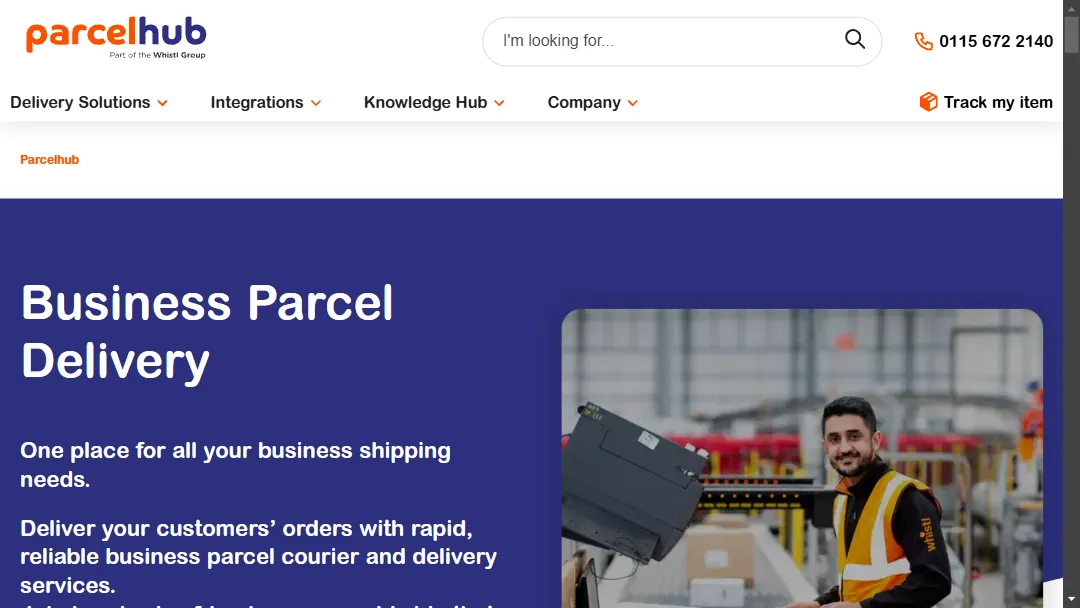 parcelhub
Part of the Whistl Group
I'm looking for...
0115 672 2140
Delivery Solutions
Integrations
Knowledge Hub
Company
Track my item
Parcelhub
Business Parcel
Delivery
One place for all your business shipping
needs.
Deliver your customers’ orders with rapid,
reliable business parcel courier and delivery
services.
whistl